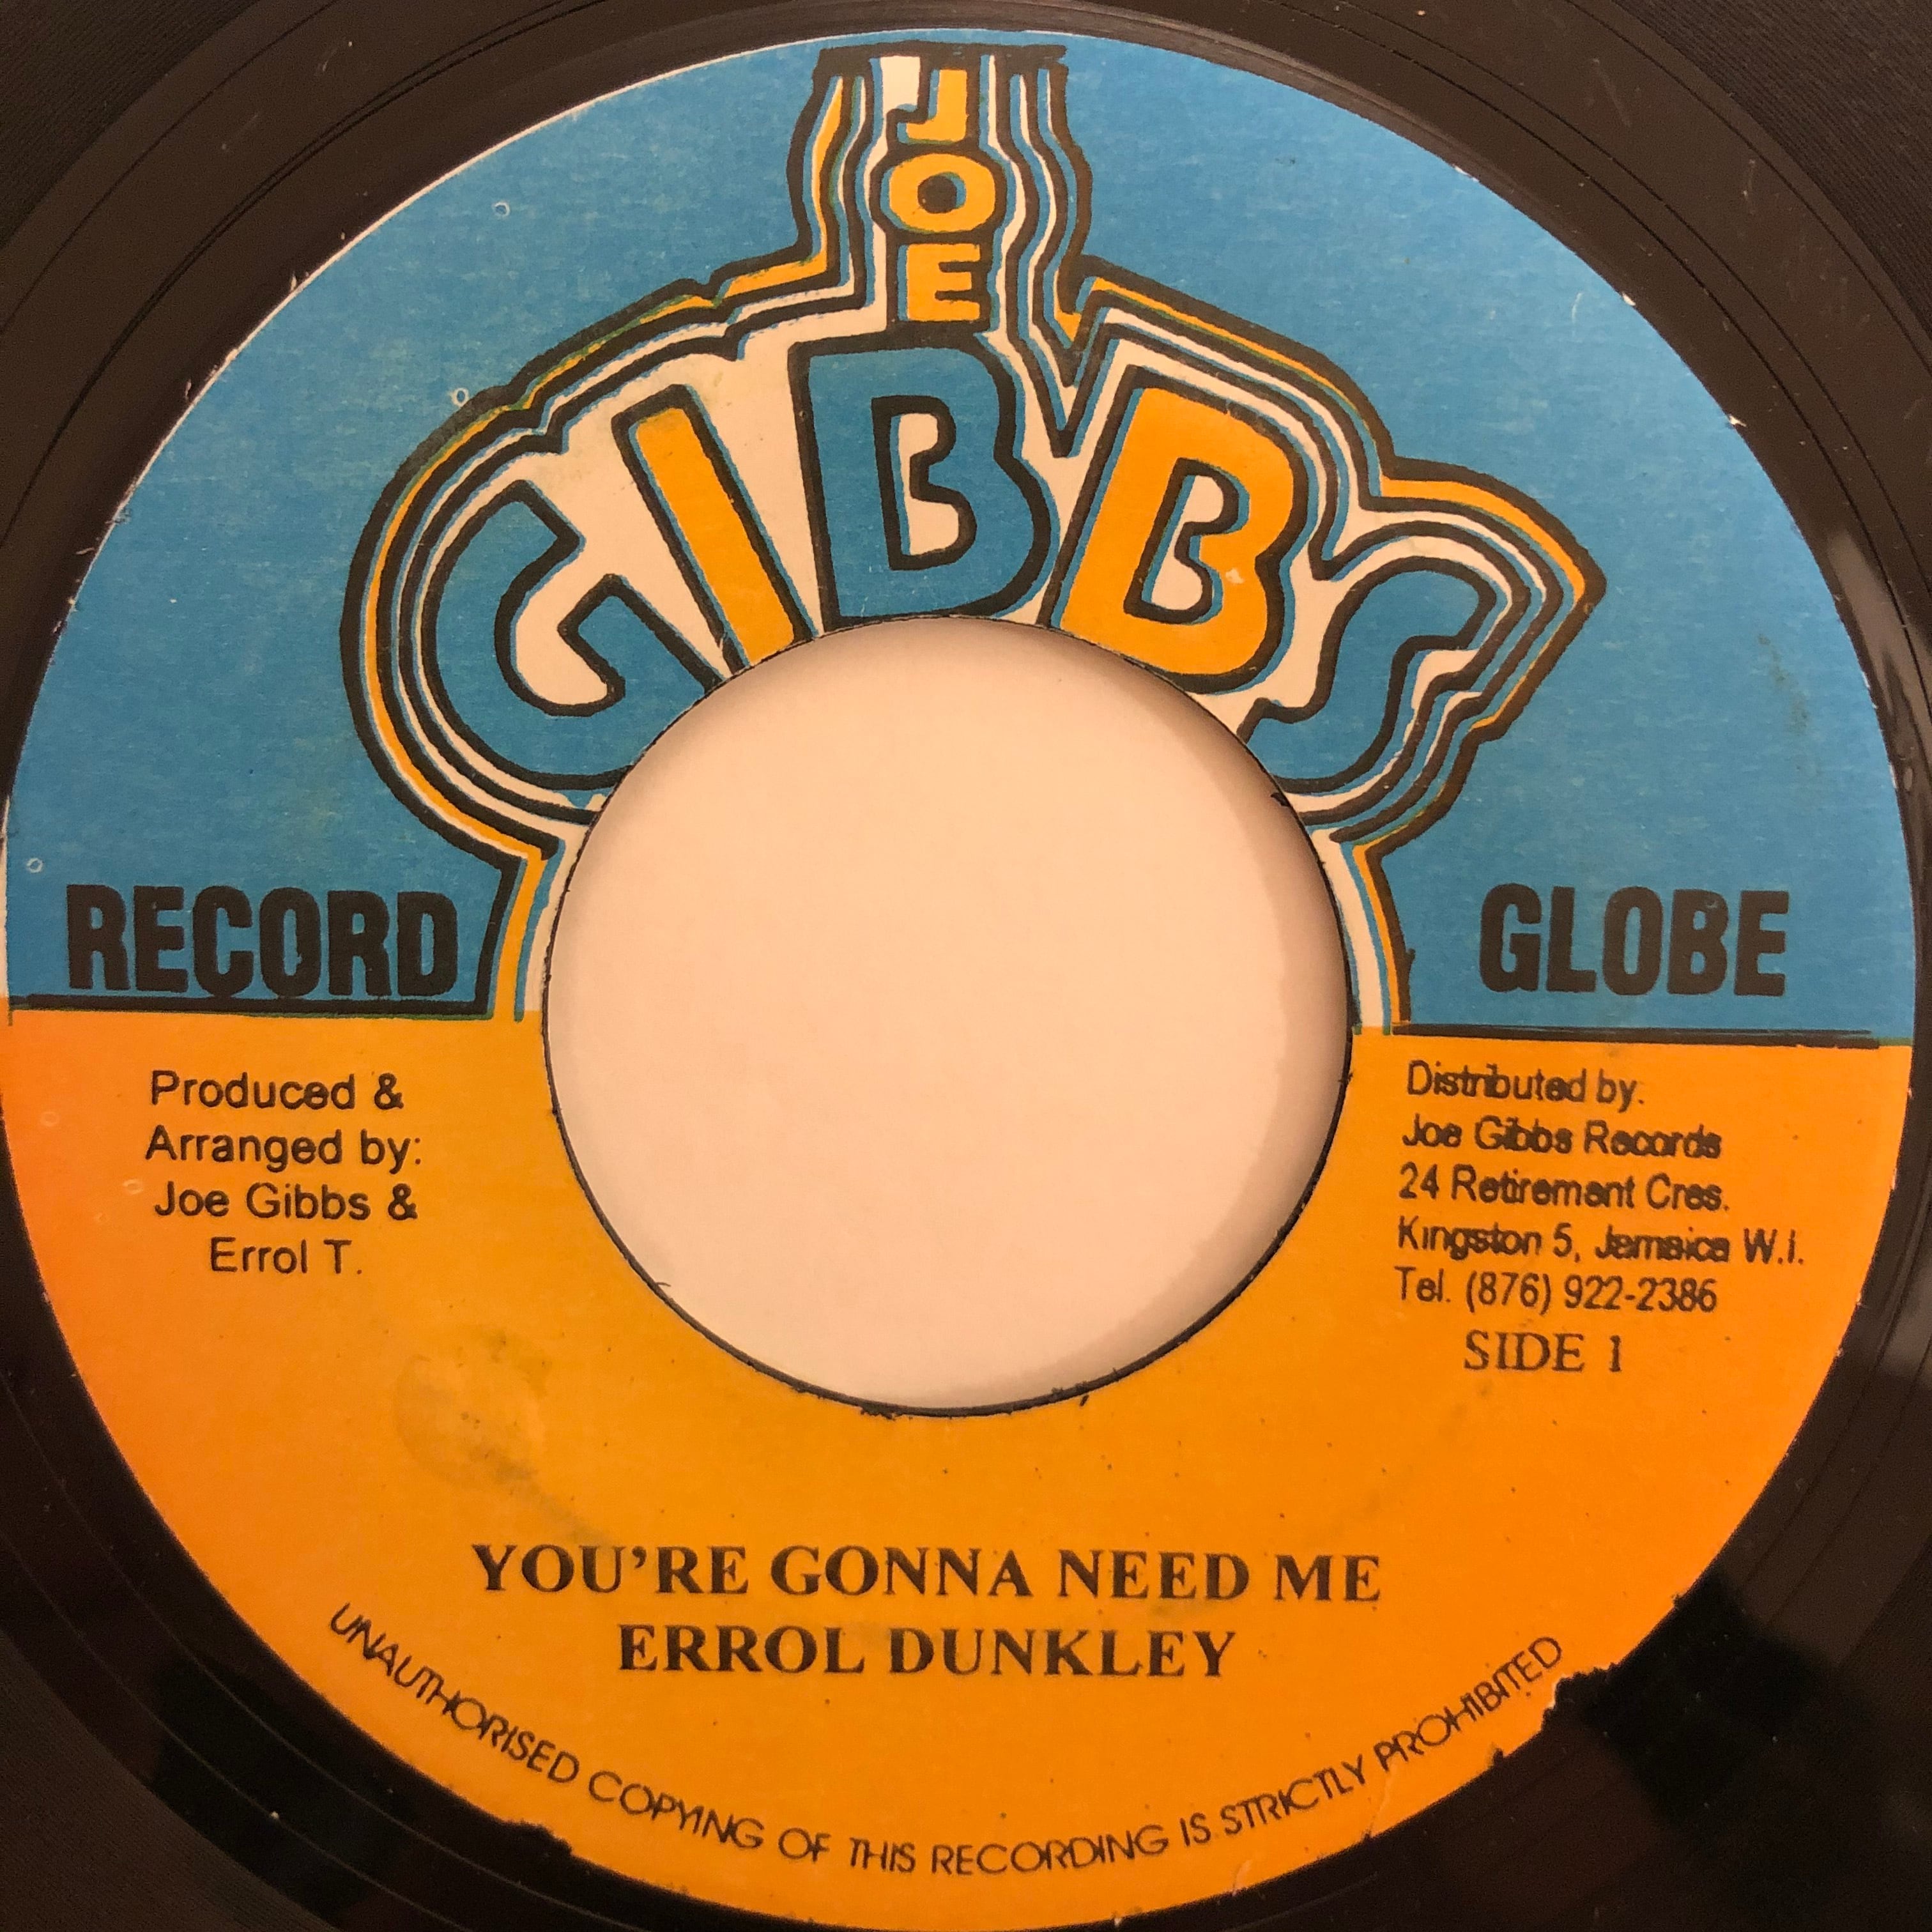 JOE
GIBBS
RECORD GLOBE
Produced &
Arranged by:
Joe Gibbs &
Errol T.
Distributed by:
Joe Gibbs Records
24 Retirement Cres.
Kingston 5, Jamaica W.I.
Tel. (876) 922-2386
SIDE 1
YOU'RE GONNA NEED ME
ERROL DUNKLEY
UNAUTHORISED COPYING OF THIS RECORDING IS STRICTLY PROHIBITED